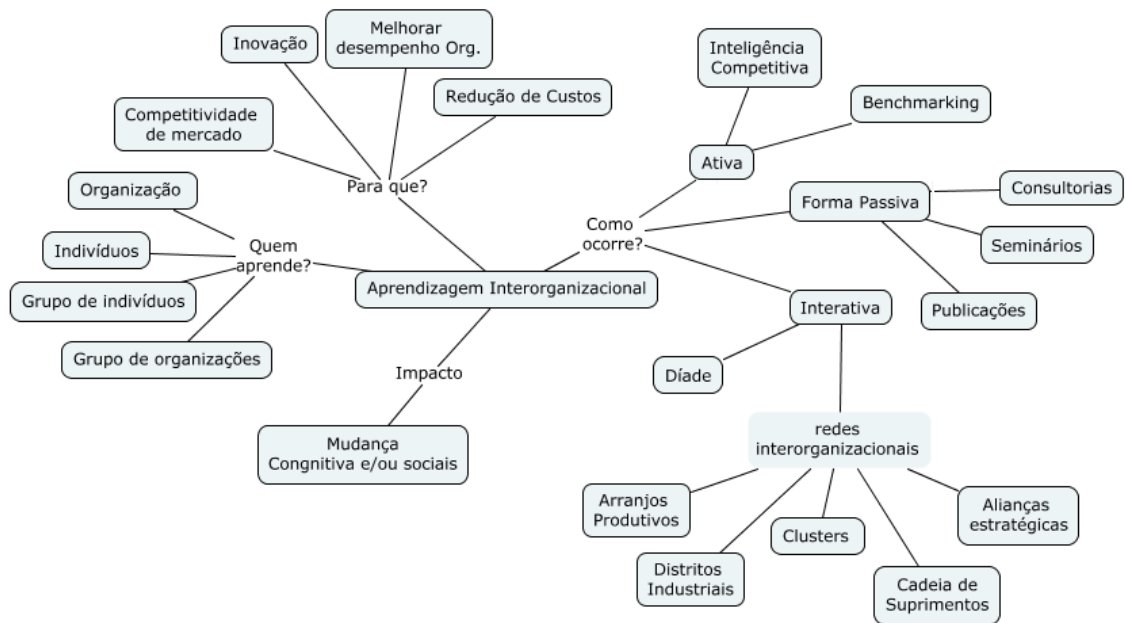 Melhorar
desempenho Org.
Inovação
Redução de Custos
Competitividade
de mercado
Para que?
Organização
Indivíduos
Grupo de indivíduos
Grupo de organizações
Quem
aprende?
Aprendizagem Interorganizacional
Impacto
Mudança
Congnitiva e/ou sociais
Como
ocorre?
Ativa
Inteligência
Competitiva
Benchmarking
Forma Passiva
Consultorias
Seminários
Publicações
Interativa
Díade
redes
interorganizacionais
Arranjos
Produtivos
Distritos
Industriais
Clusters
Cadeia de
Suprimentos
Alianças
estratégicas